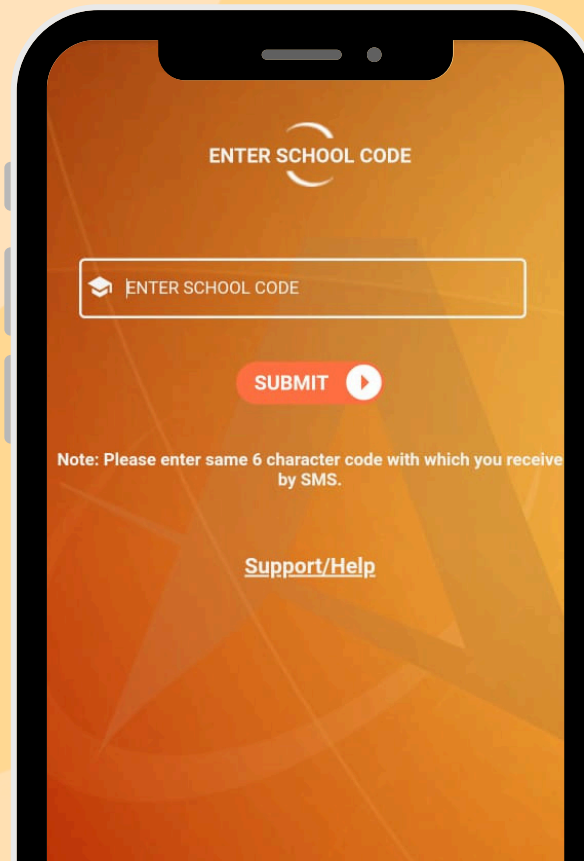 ENTER SCHOOL CODE
ENTER SCHOOL CODE
SUBMIT
Note: Please enter same 6 character code with which you receive
by SMS.
Support/Help